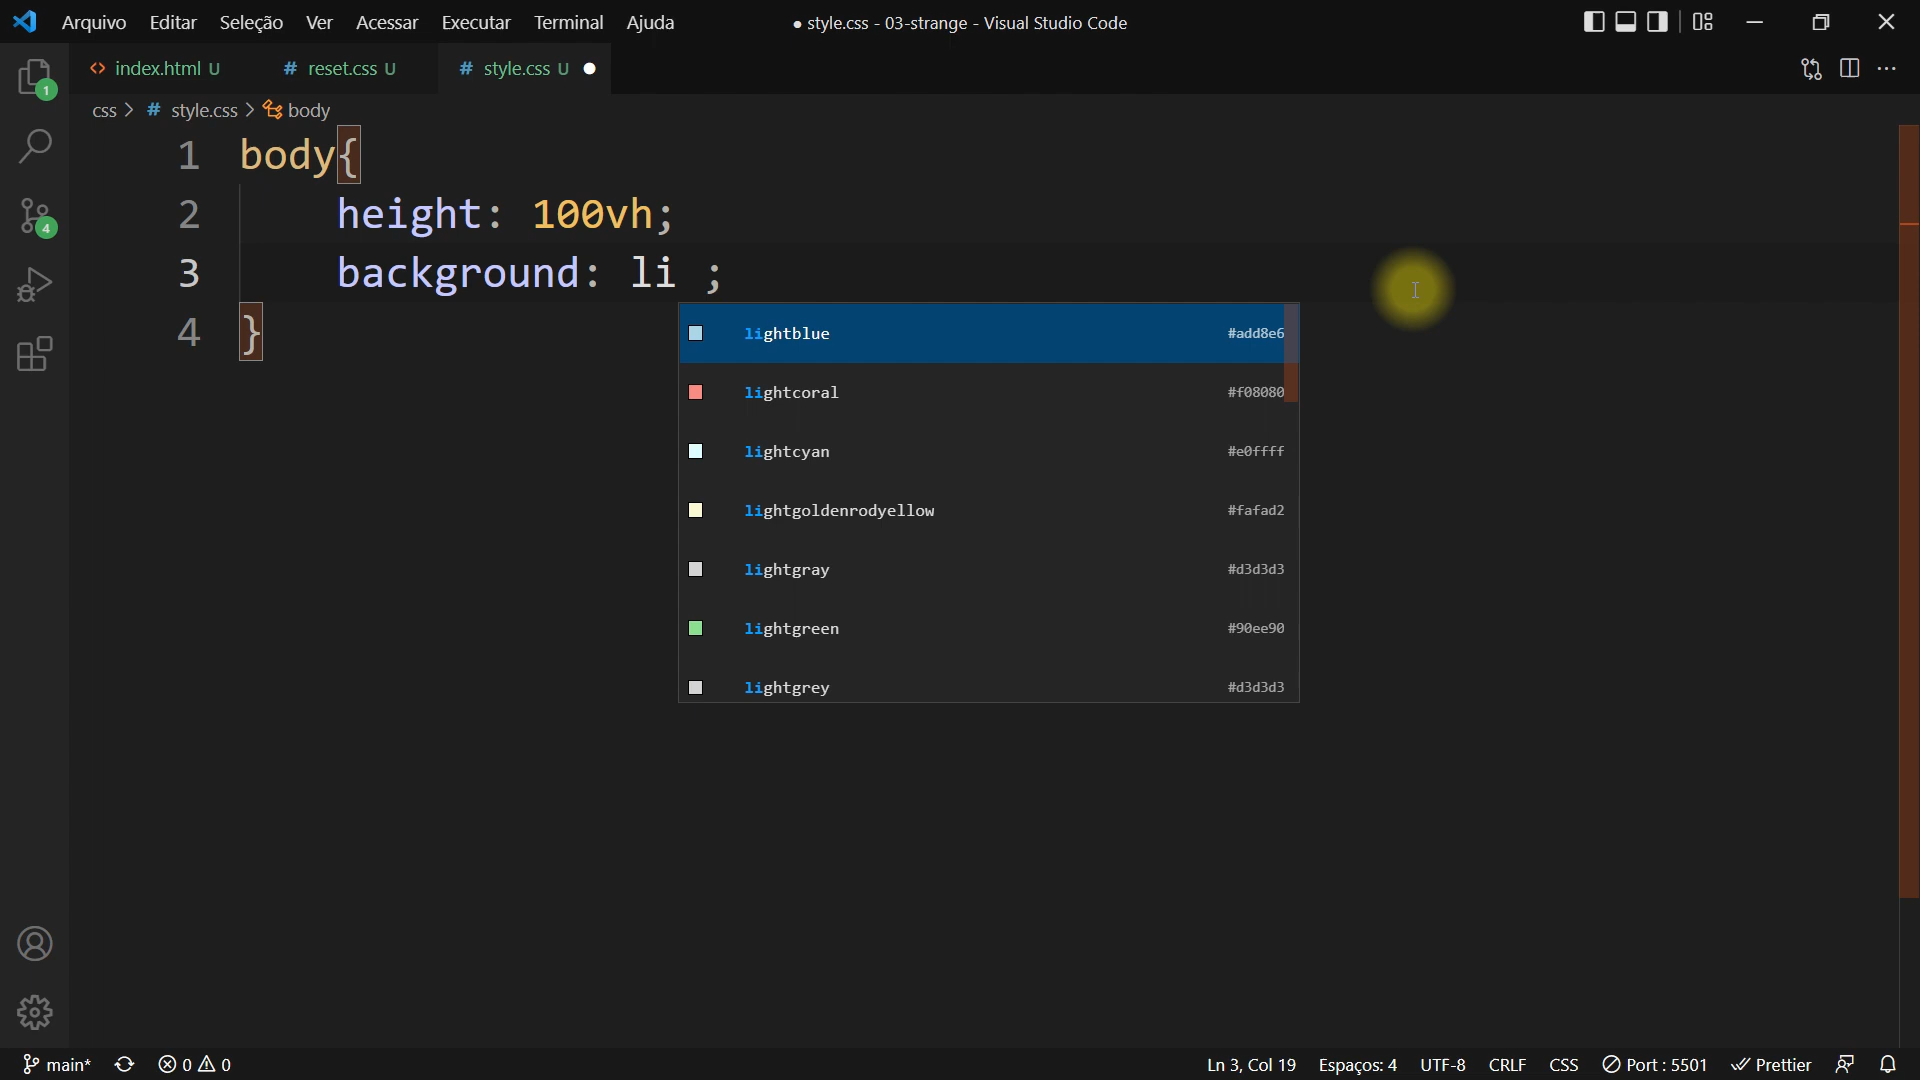 Arquivo Editar Seleção Ver Acessar Executar Terminal Ajuda ● style.css - 03-strange - Visual Studio Code
<> index.html U # reset.css U # style.css U ●
css > # style.css > body
1 body{
2 height: 100vh;
3 background: li ;
4 }
lightblue #add8e6
lightcoral #f08080
lightcyan #e0ffff
lightgoldenrodyellow #fafad2
lightgray #d3d3d3
lightgreen #90ee90
lightgrey #d3d3d3
1
4
main* 0 0 Ln 3, Col 19 Espaços: 4 UTF-8 CRLF CSS Port : 5501 Prettier